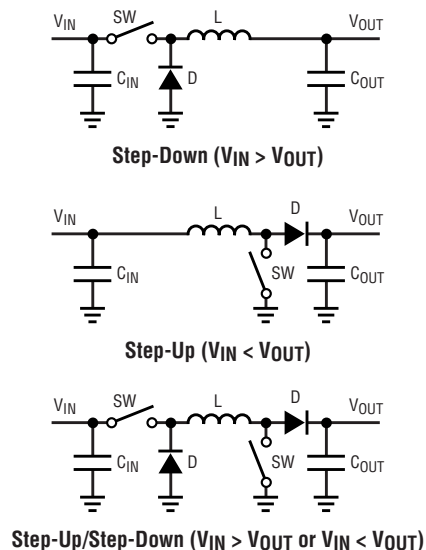 VIN SW L VOUT
CIN D COUT
Step-Down (VIN > VOUT)
VIN L D VOUT
CIN SW COUT
Step-Up (VIN < VOUT)
VIN SW L D VOUT
CIN D SW COUT
Step-Up/Step-Down (VIN > VOUT or VIN < VOUT)